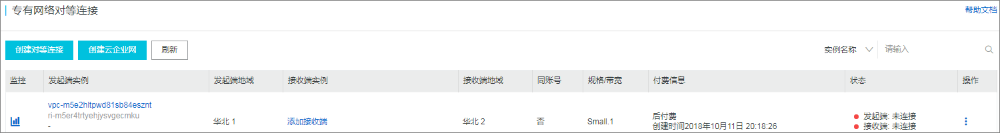 专有网络对等连接
帮助文档
创建对等连接 创建云企业网 刷新
实例名称 请输入
监控 发起端实例 发起端地域 接收端实例 接收端地域 同账号 规格/带宽 付费信息 状态 操作
vpc-m5e2hltpwd81sb84esznt
ri-m5er4trtyehjysvgecmku
-
华北 1 添加接收端 华北 2 否 Small.1
后付费
创建时间2018年10月11日 20:18:26
发起端: 未连接
接收端: 未连接